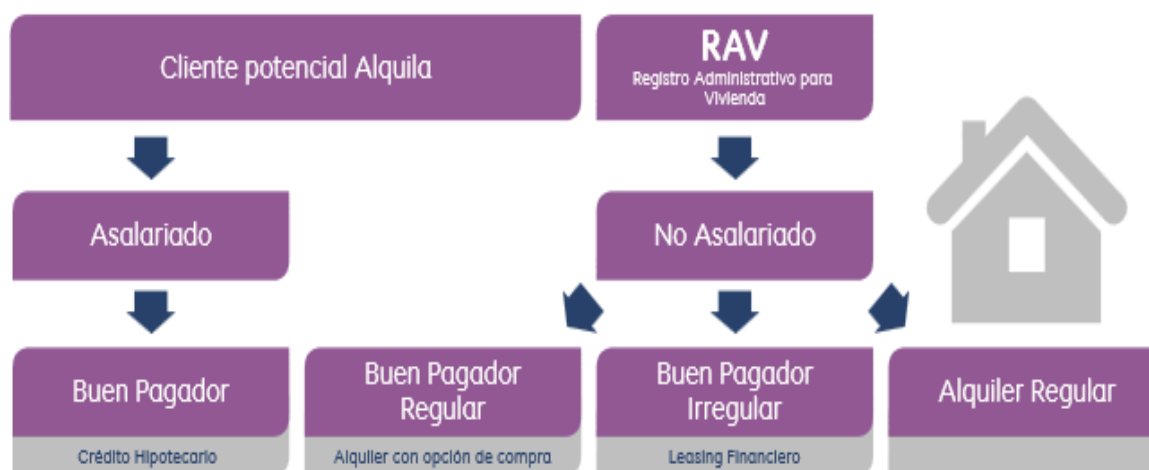 Cliente potencial Alquila
RAV
Registro Administrativo para
Vivienda
Asalariado
No Asalariado
Buen Pagador
Crédito Hipotecario
Buen Pagador
Regular
Alquiler con opción de compra
Buen Pagador
Irregular
Leasing Financiero
Alquiler Regular